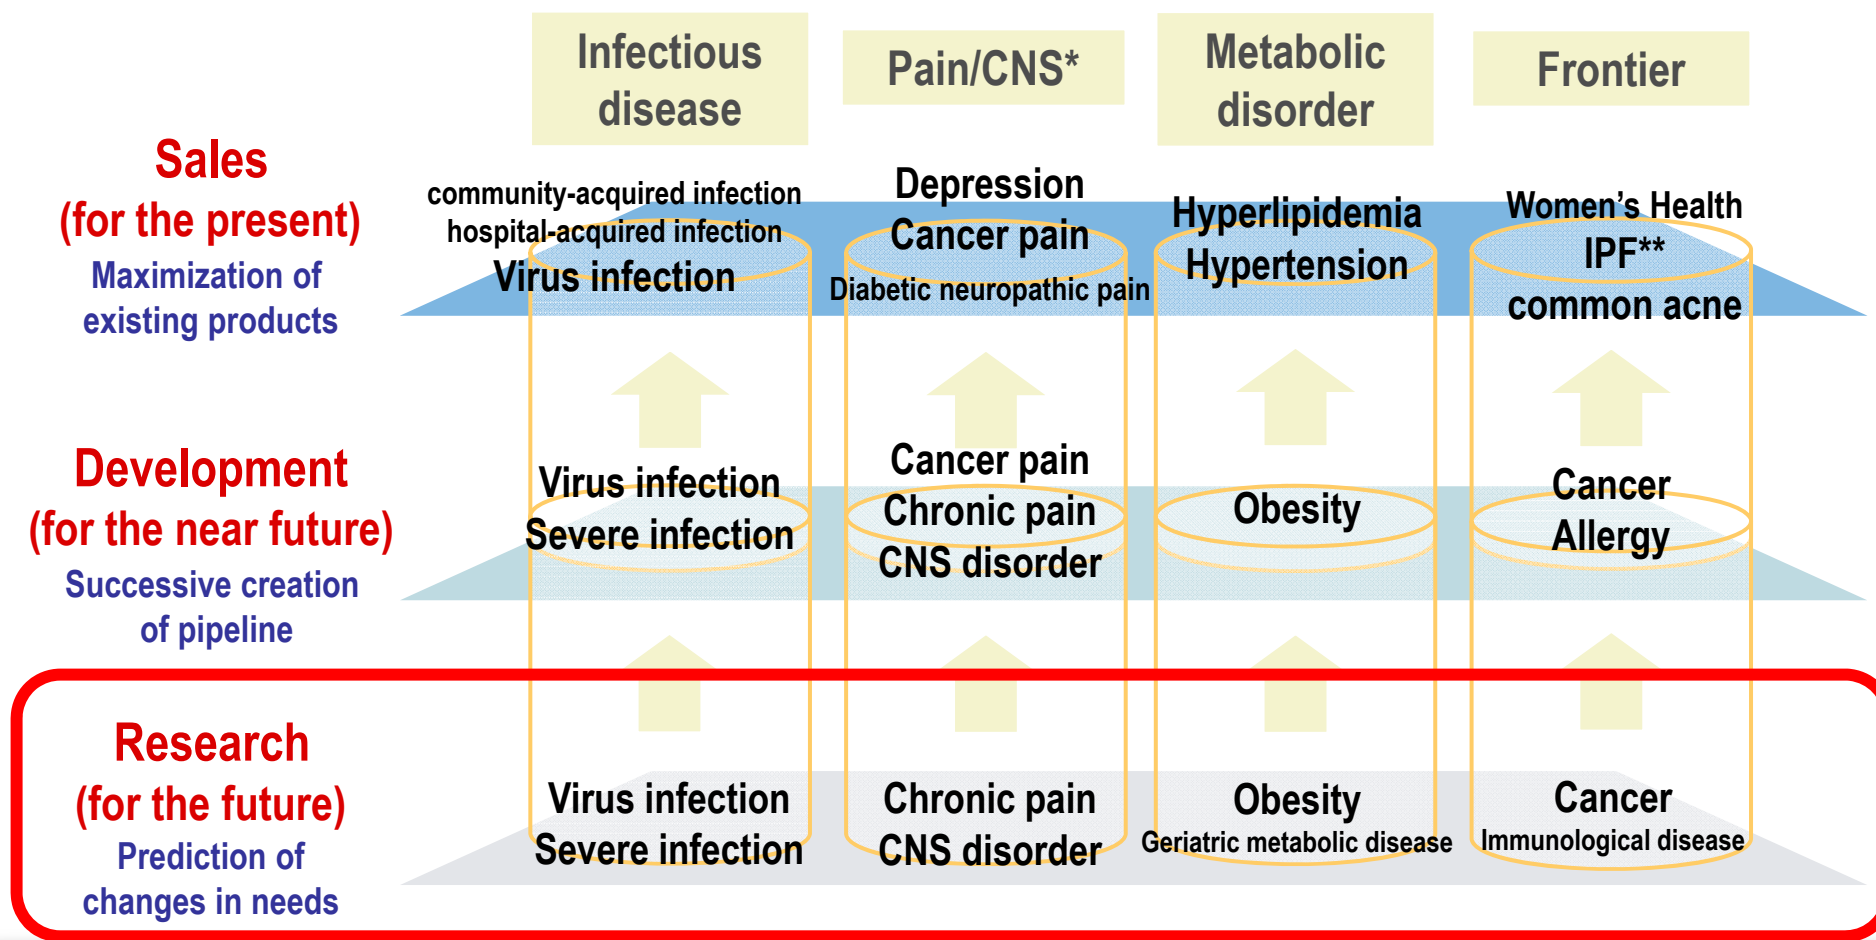 Infectious
disease
Pain/CNS*
Metabolic
disorder
Frontier
Sales
(for the present)
Maximization of
existing products
community-acquired infection
hospital-acquired infection
Virus infection
Depression
Cancer pain
Diabetic neuropathic pain
Hyperlipidemia
Hypertension
Women's Health
IPF**
common acne
Development
(for the near future)
Successive creation
of pipeline
Virus infection
Severe infection
Cancer pain
Chronic pain
CNS disorder
Obesity
Cancer
Allergy
Research
(for the future)
Prediction of
changes in needs
Virus infection
Severe infection
Chronic pain
CNS disorder
Obesity
Geriatric metabolic disease
Cancer
Immunological disease